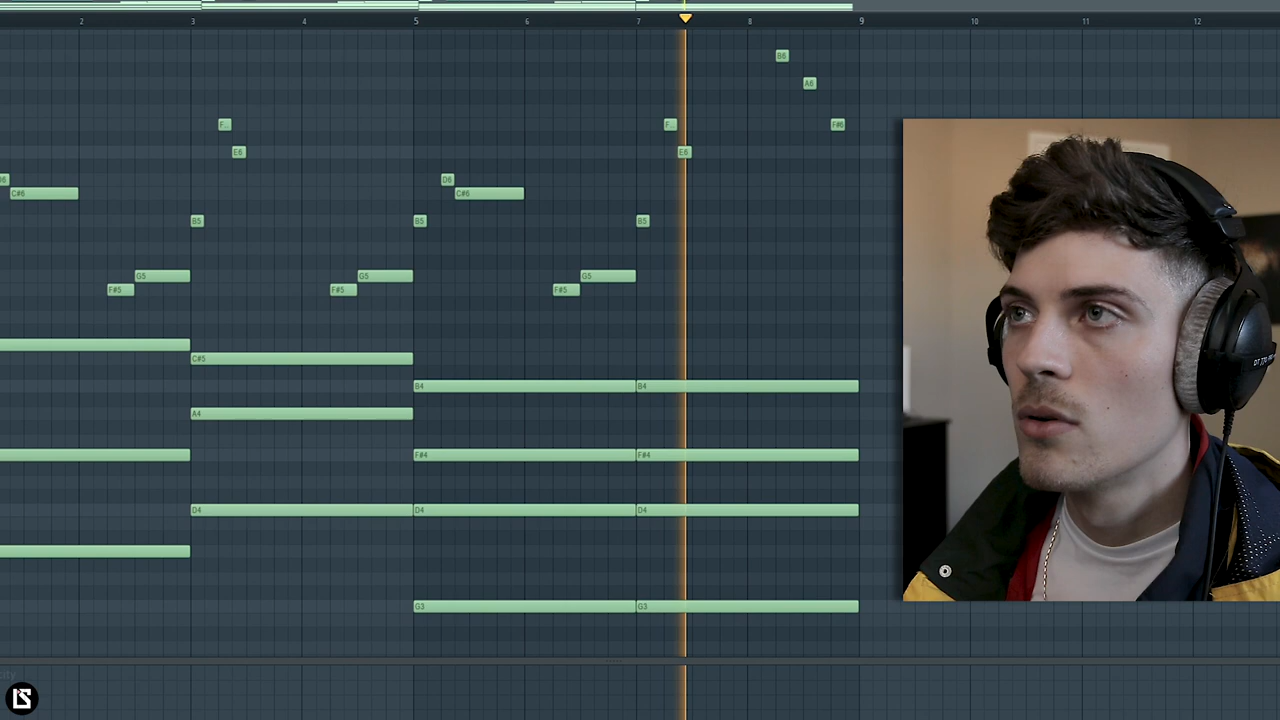 2 3 4 5 6 7 8 9 10 11 12
B6
A6
F... F... F#6
E6 E6
D6
C#6 C#6
B5 B5 B5
G5 G5 G5
F#5 F#5 F#5
C#5
B4 B4
A4
F#4 F#4
D4 D4 D4
G3 G3